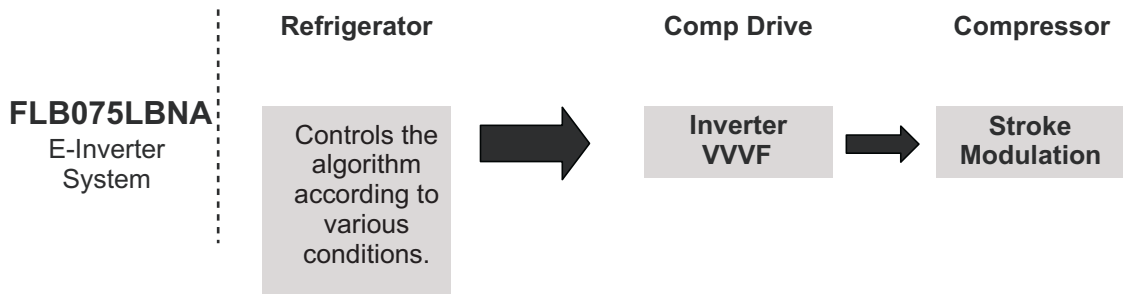 Refrigerator
Comp Drive
Compressor
FLB075LBNA
E-Inverter
System
Controls the
algorithm
according to
various
conditions.
Inverter
VVVF
Stroke
Modulation